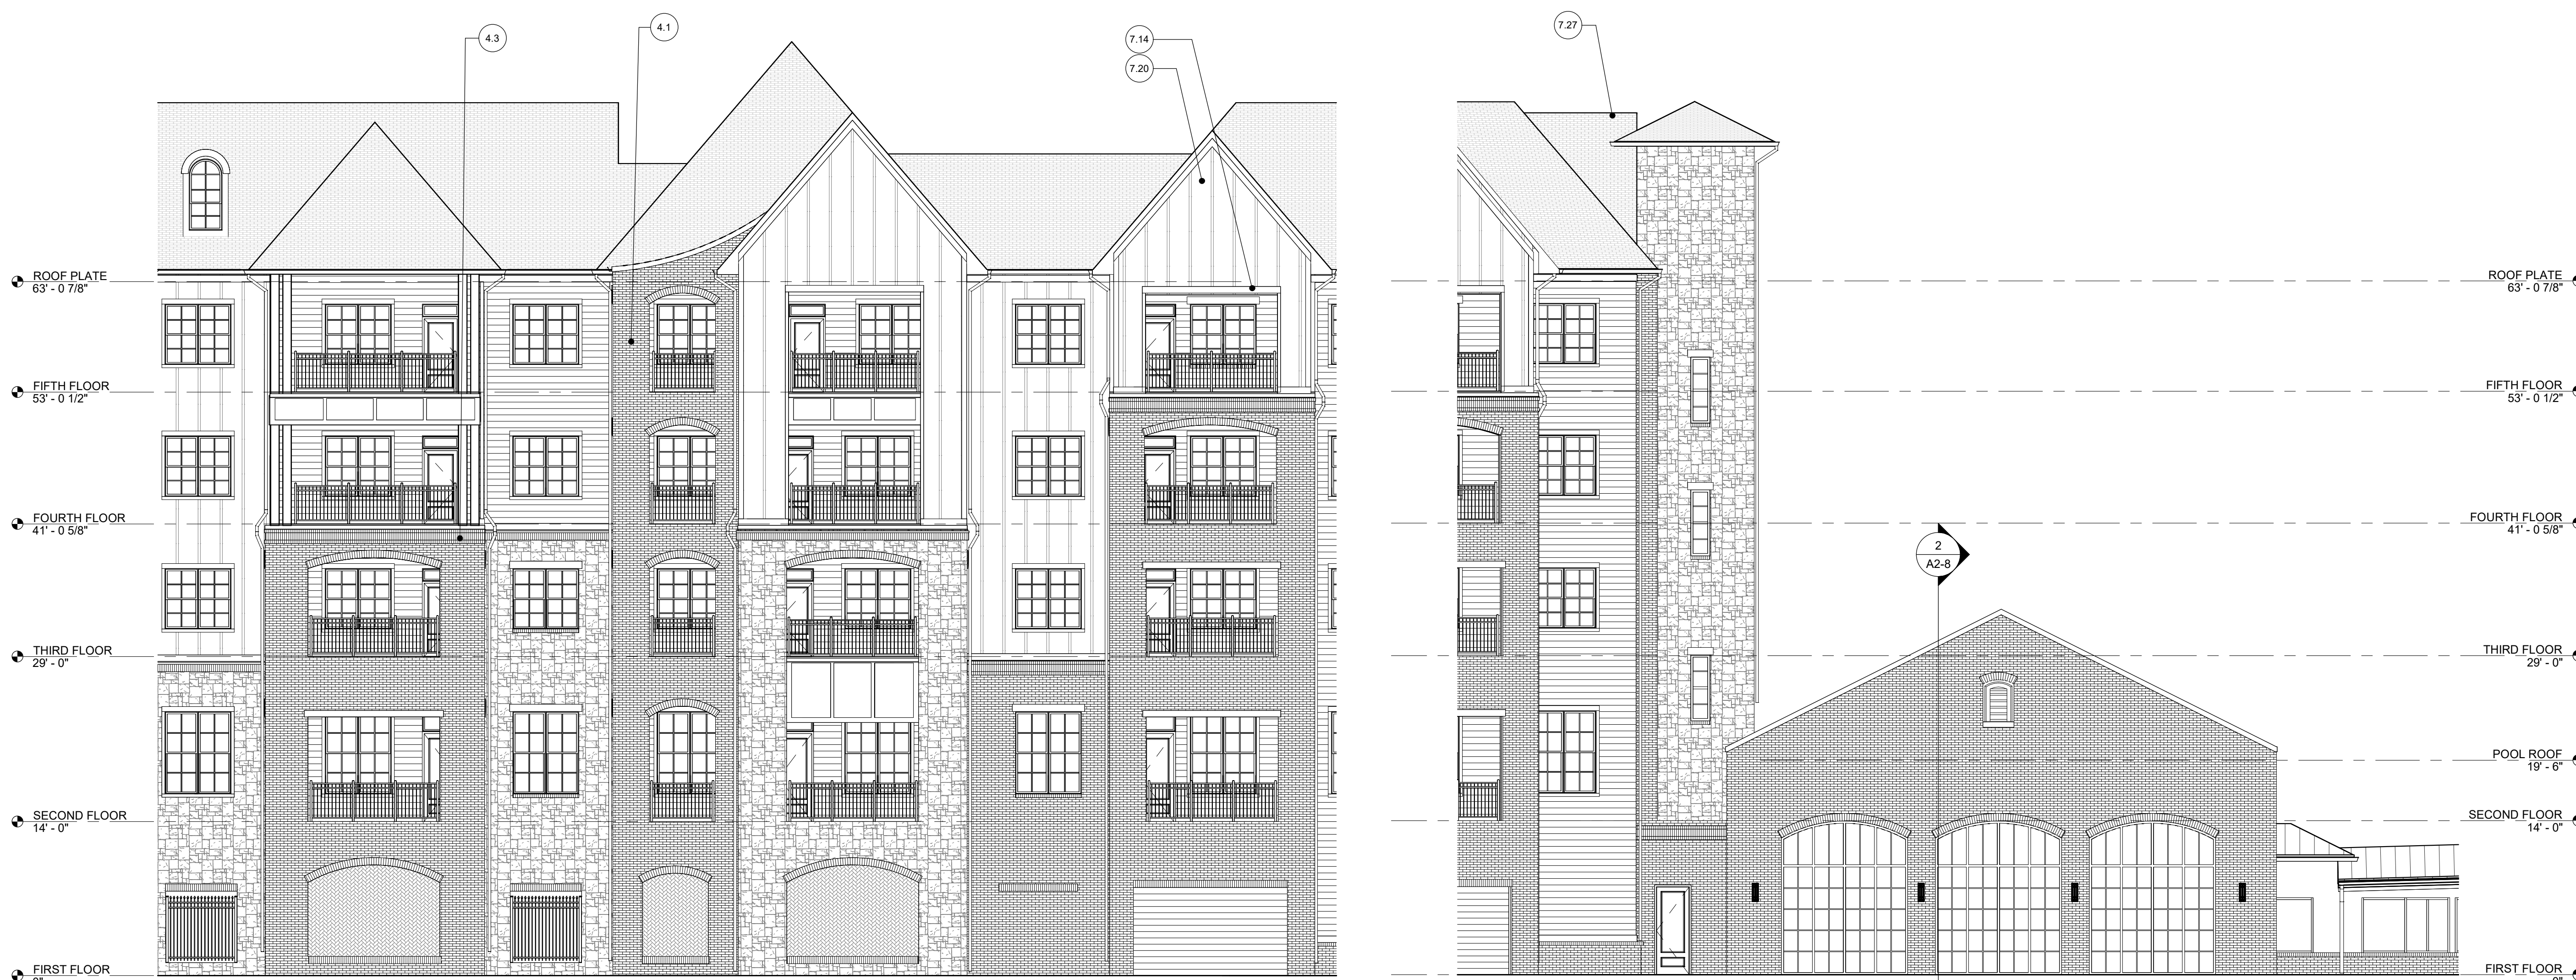 4.3
4.1
7.14
7.20
7.27
ROOF PLATE
63' - 0 7/8"
FIFTH FLOOR
53' - 0 1/2"
FOURTH FLOOR
41' - 0 5/8"
THIRD FLOOR
29' - 0"
SECOND FLOOR
14' - 0"
FIRST FLOOR
2
A2-8
ROOF PLATE
63' - 0 7/8"
FIFTH FLOOR
53' - 0 1/2"
FOURTH FLOOR
41' - 0 5/8"
THIRD FLOOR
29' - 0"
POOL ROOF
19' - 6"
SECOND FLOOR
14' - 0"
FIRST FLOOR